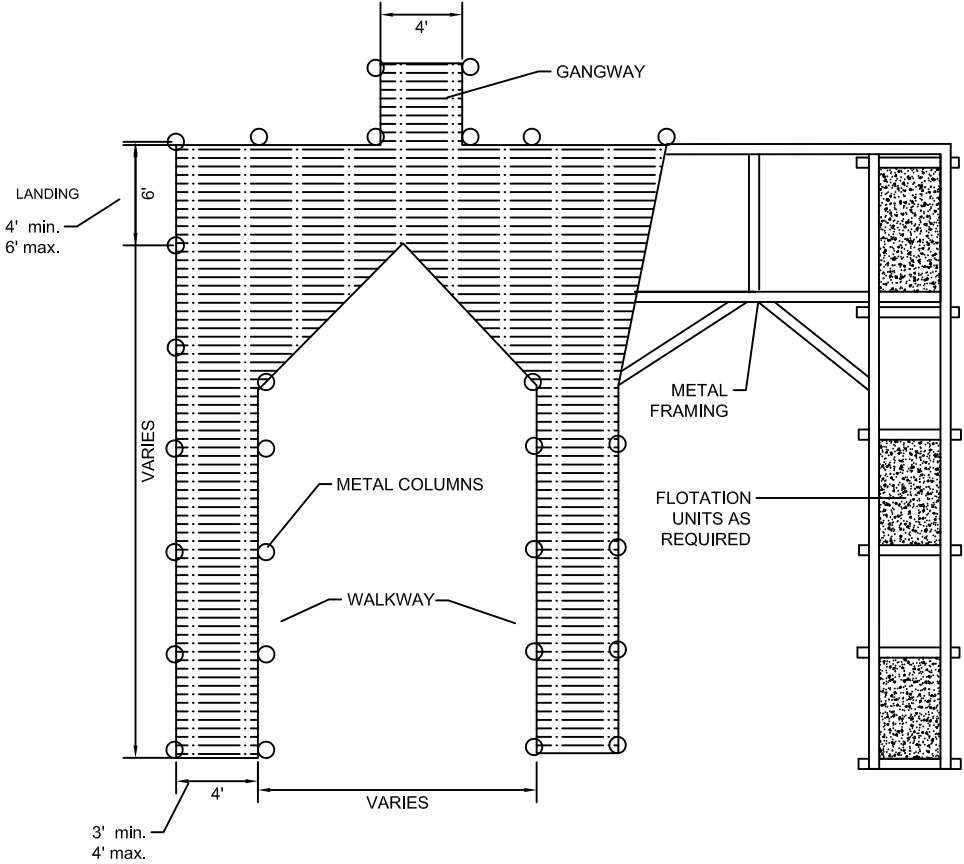 4'
GANGWAY
LANDING
6'
4' min.
6' max.
METAL
FRAMING
VARIES
METAL COLUMNS
FLOTATION
UNITS AS
REQUIRED
WALKWAY
4'
VARIES
3' min.
4' max.